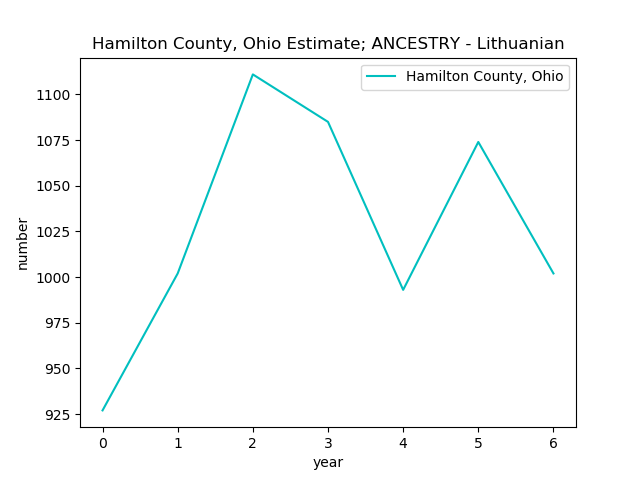 Hamilton County, Ohio Estimate; ANCESTRY - Lithuanian
Hamilton County, Ohio
1100
1075
1050
1025
1000
975
950
925
number
0 1 2 3 4 5 6
year